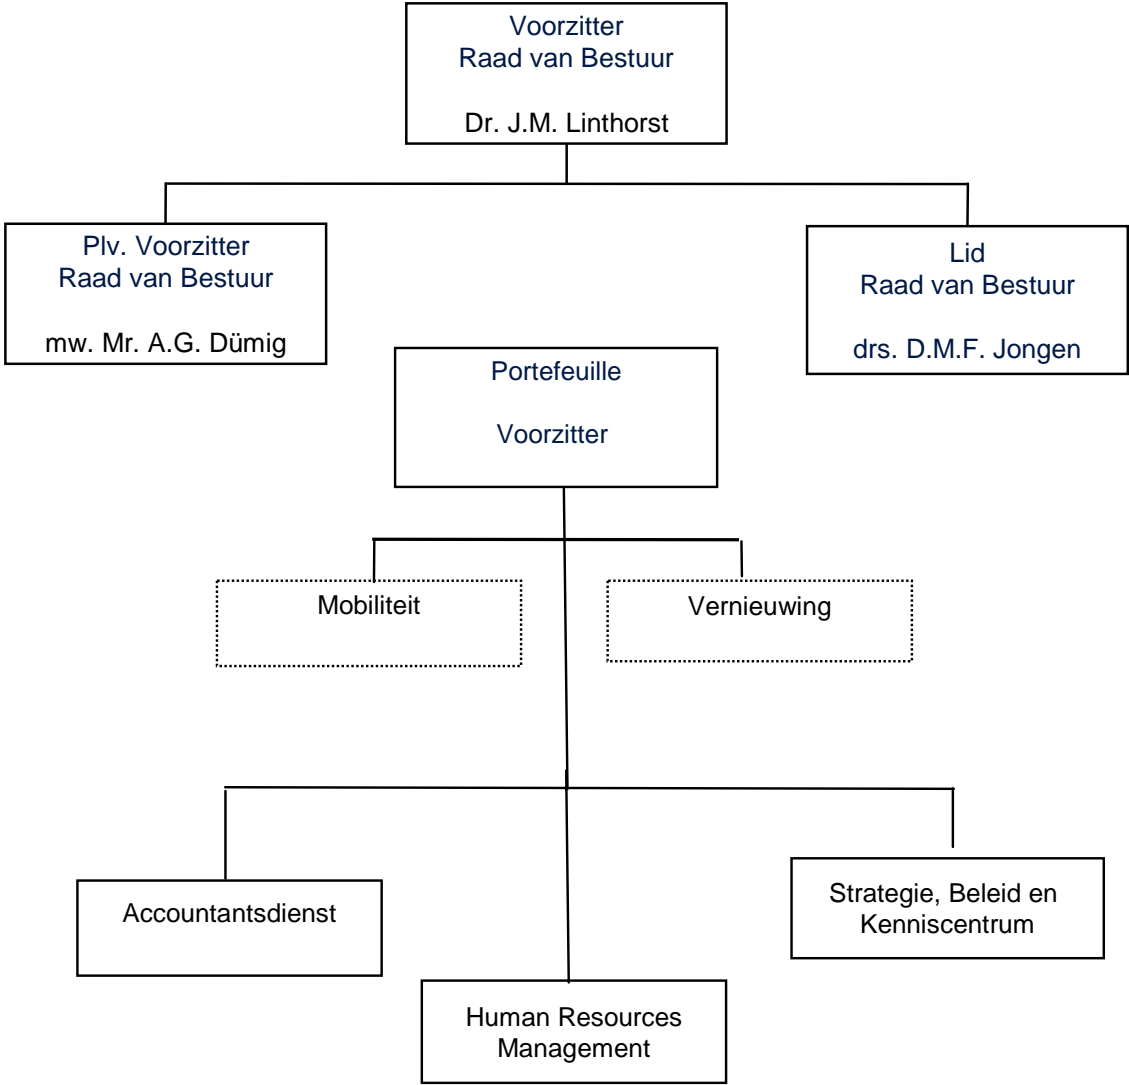 Voorzitter
Raad van Bestuur
Dr. J.M. Linthorst
Plv. Voorzitter
Raad van Bestuur
mw. Mr. A.G. Dümig
Lid
Raad van Bestuur
drs. D.M.F. Jongen
Portefeuille
Voorzitter
Mobiliteit
Vernieuwing
Accountantsdienst
Strategie, Beleid en
Kenniscentrum
Human Resources
Management